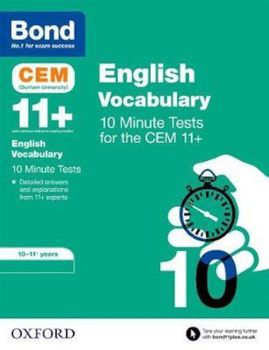 Bond
No.1 for exam success
CEM
(Durham University)
11+
English
Vocabulary
10 Minute Tests
• Detailed answers
and explanations
from 11+ experts
10–11+ years
English
Vocabulary
10 Minute Tests
for the CEM 11+
10
OXFORD
Take your learning further
with bond11plus.co.uk